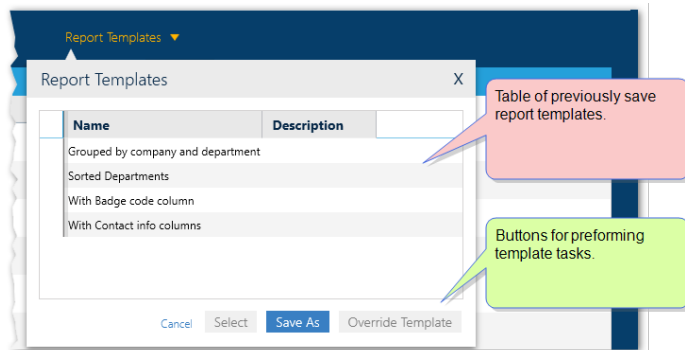 Report Templates ▼
Report Templates X
Name Description
Grouped by company and department
Sorted Departments
With Badge code column
With Contact info columns
Cancel Select Save As Override Template
Table of previously save
report templates.
Buttons for preforming
template tasks.